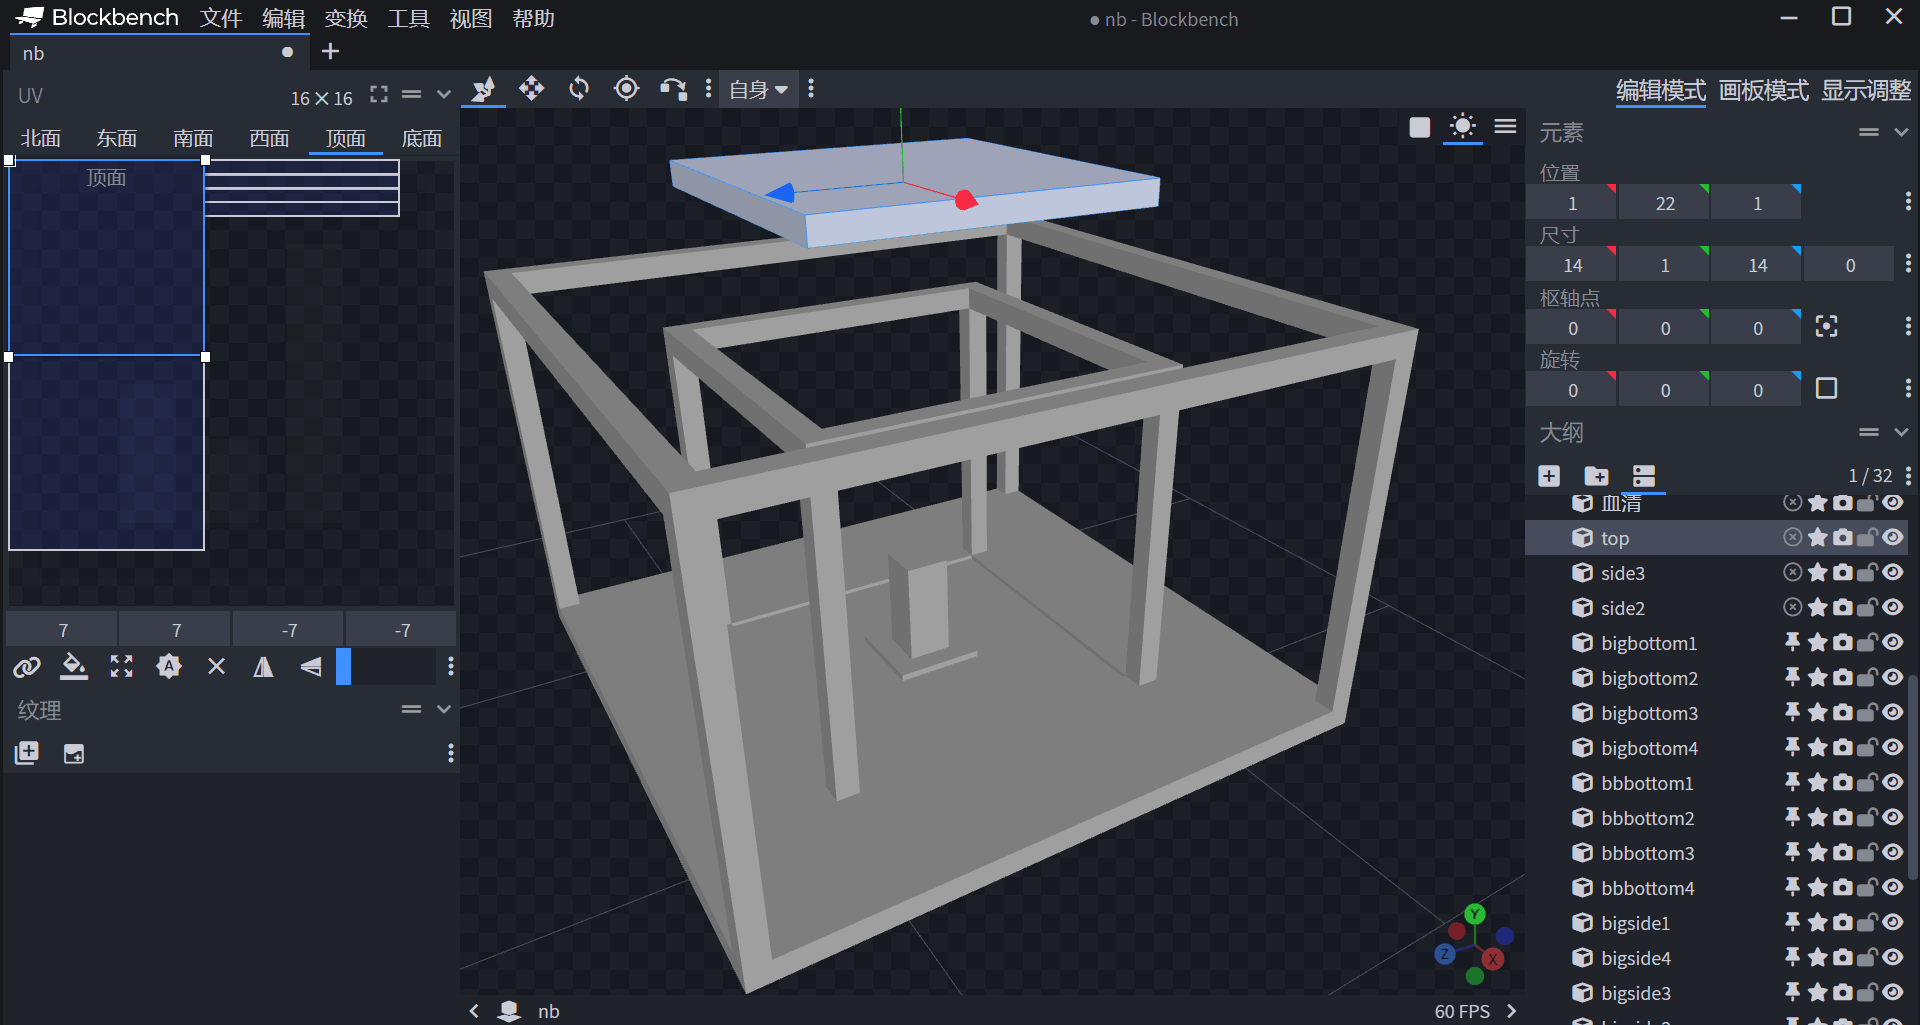 Blockbench 文件 编辑 变换 工具 视图 帮助
● nb - Blockbench
nb
UV
16×16
北面 东面 南面 西面 顶面 底面
顶面
7 7 -7 -7
纹理
自身
编辑模式 画板模式 显示调整
元素
位置
1 22 1
尺寸
14 1 14 0
枢轴点
0 0 0
旋转
0 0 0
大纲
1 / 32
血清
top
side3
side2
bigbottom1
bigbottom2
bigbottom3
bigbottom4
bbbottom1
bbbottom2
bbbottom3
bbbottom4
bigside1
bigside4
bigside3
Y
Z
X
nb
60 FPS